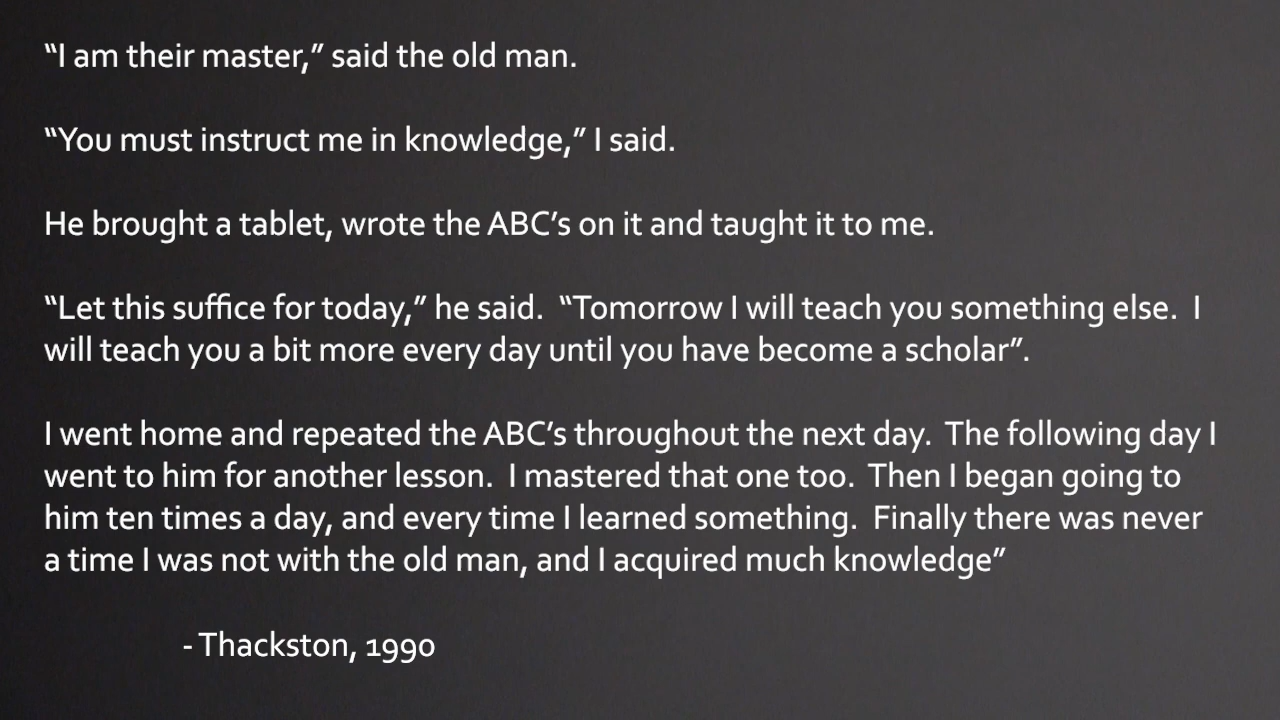 “I am their master,” said the old man.
“You must instruct me in knowledge,” I said.
He brought a tablet, wrote the ABC’s on it and taught it to me.
“Let this suffice for today,” he said.  “Tomorrow I will teach you something else.  I
will teach you a bit more every day until you have become a scholar”.
I went home and repeated the ABC’s throughout the next day.  The following day I
went to him for another lesson.  I mastered that one too.  Then I began going to
him ten times a day, and every time I learned something.  Finally there was never
a time I was not with the old man, and I acquired much knowledge”
- Thackston, 1990